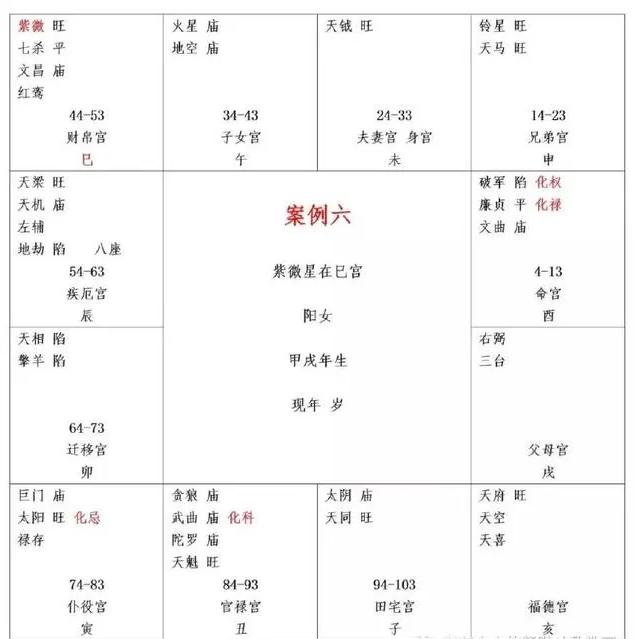 紫微 旺
七杀 平
文昌 庙
红鸾
44-53
财帛宫
巳
火星 庙
地空 庙
34-43
子女宫
午
天钺 旺
24-33
夫妻宫 身宫
未
铃星 旺
天马 旺
14-23
兄弟宫
申
天梁 旺
天机 庙
左辅
地劫 陷 八座
54-63
疾厄宫
辰
案例六
紫微星在巳宫
阳女
甲戌年生
现年 岁
破军 陷 化权
廉贞 平 化禄
文曲 庙
4-13
命宫
酉
天相 陷
擎羊 陷
64-73
迁移宫
卯
右弼
三台
父母宫
戌
巨门 庙
太阳 旺 化忌
禄存
74-83
仆役宫
寅
贪狼 庙
武曲 庙 化科
陀罗 庙
天魁 旺
84-93
官禄宫
丑
太阴 庙
天同 旺
94-103
田宅宫
子
天府 旺
天空
天喜
福德宫
亥